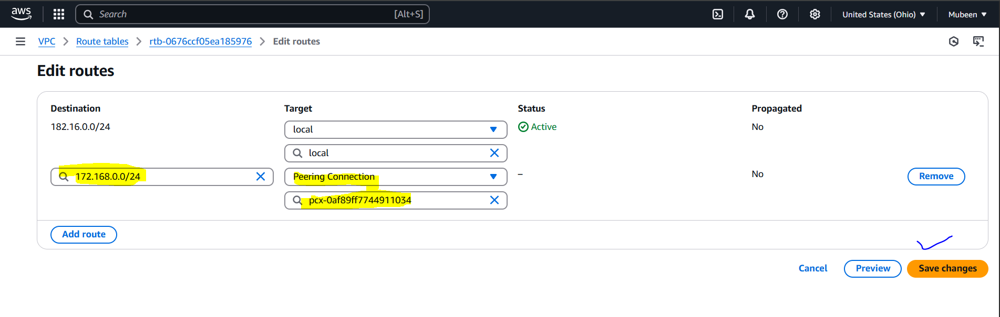 aws
Search [Alt+S] United States (Ohio) Mubeen
VPC Route tables rtb-0676ccf05ea185976 Edit routes
Edit routes
Destination Target Status Propagated
182.16.0.0/24 local Active No
local
172.168.0.0/24 Peering Connection – No Remove
pcx-0af89ff7744911034
Add route
Cancel Preview Save changes